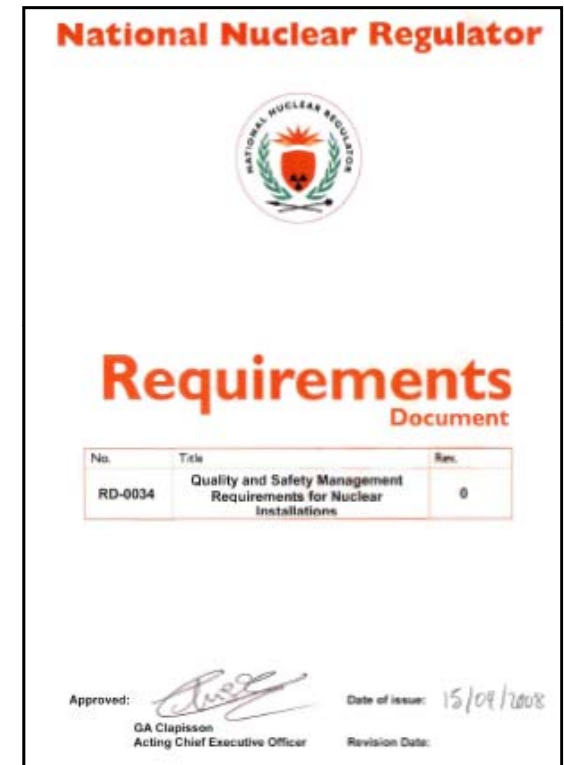 National Nuclear Regulator
NATIONAL NUCLEAR REGULATOR
Requirements
Document
No. Title Rev.
RD-0034 Quality and Safety Management 0
Requirements for Nuclear
Installations
Approved: Date of issue: 15/09/2008
GA Clapisson
Acting Chief Executive Officer Revision Date: